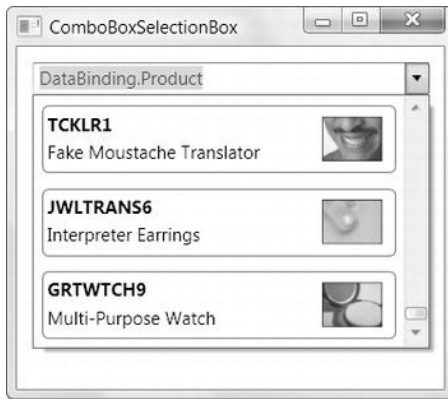 ComboBoxSelectionBox
DataBinding.Product
TCKLR1
Fake Moustache Translator
JWLTRANS6
Interpreter Earrings
GRTWTCH9
Multi-Purpose Watch